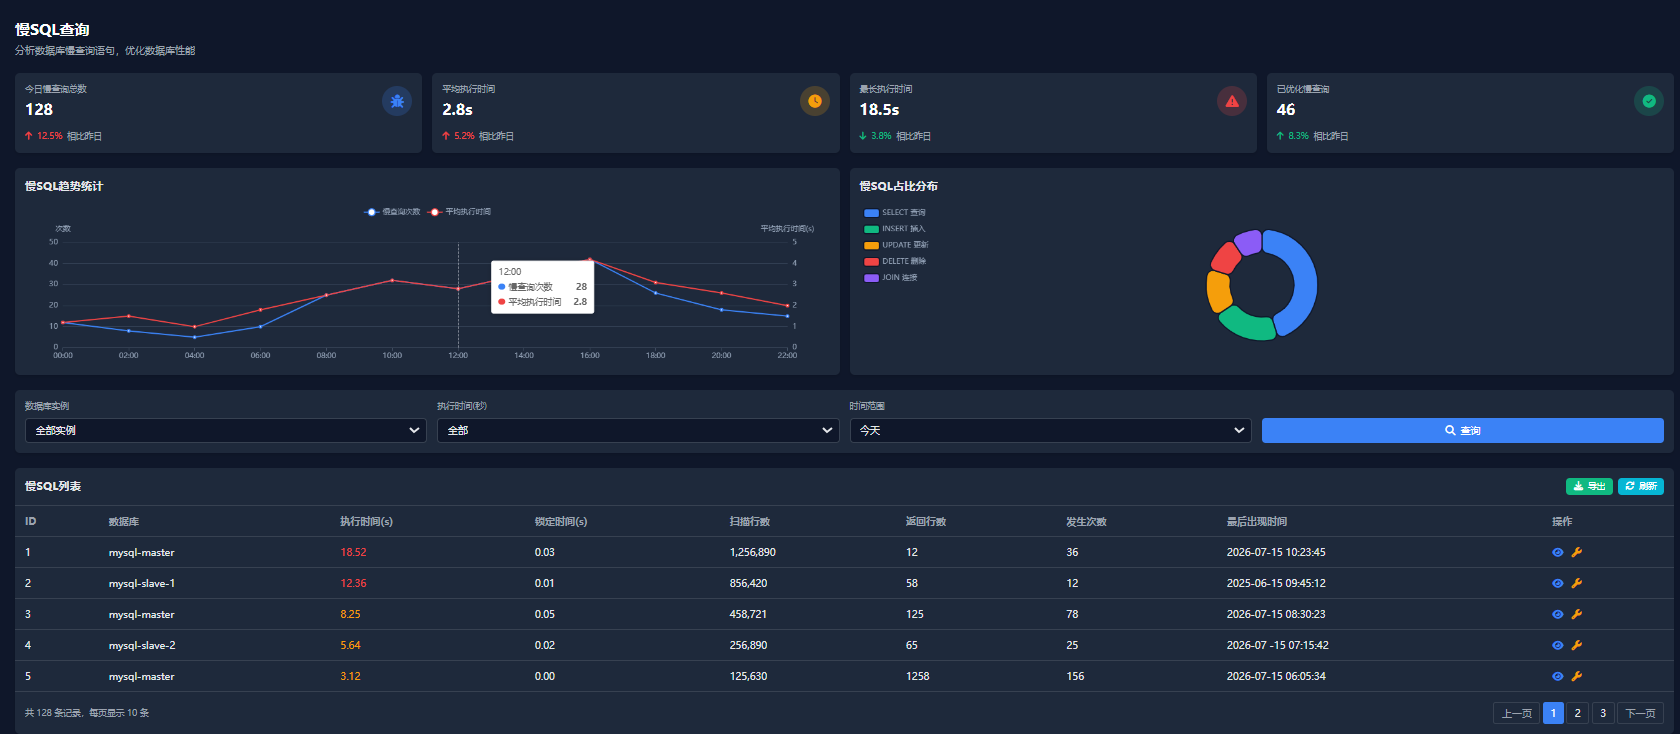 慢SQL查询
分析数据库慢查询语句，优化数据库性能
今日慢查询总数
128
12.5% 相比昨日
平均执行时间
2.8s
5.2% 相比昨日
最长执行时间
18.5s
3.8% 相比昨日
已优化慢查询
46
8.3% 相比昨日
慢SQL趋势统计
慢查询次数 平均执行时间
次数 平均执行时间(s)
50 5
40 4
30 3
20 2
10 1
0 0
00:00 02:00 04:00 06:00 08:00 10:00 12:00 14:00 16:00 18:00 20:00 22:00
12:00
慢查询次数 28
平均执行时间 2.8
慢SQL占比分布
SELECT 查询
INSERT 插入
UPDATE 更新
DELETE 删除
JOIN 连接
数据库实例 执行时间(秒) 时间范围
全部实例 全部 今天 查询
慢SQL列表 导出 刷新
ID 数据库 执行时间(s) 锁定时间(s) 扫描行数 返回行数 发生次数 最后出现时间 操作
1 mysql-master 18.52 0.03 1,256,890 12 36 2026-07-15 10:23:45
2 mysql-slave-1 12.36 0.01 856,420 58 12 2025-06-15 09:45:12
3 mysql-master 8.25 0.05 458,721 125 78 2026-07-15 08:30:23
4 mysql-slave-2 5.64 0.02 256,890 65 25 2026-07 -15 07:15:42
5 mysql-master 3.12 0.00 125,630 1258 156 2026-07-15 06:05:34
共 128 条记录，每页显示 10 条 上一页 1 2 3 下一页